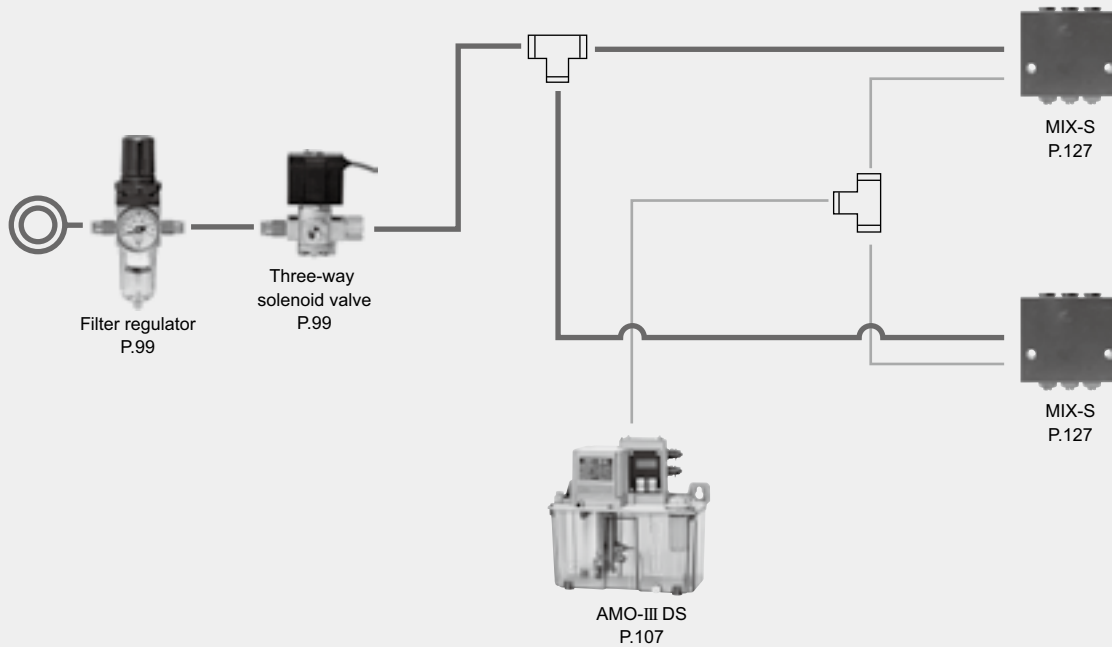 MIX-S
P.127
Three-way
solenoid valve
P.99
Filter regulator
P.99
MIX-S
P.127
AMO-III DS
P.107